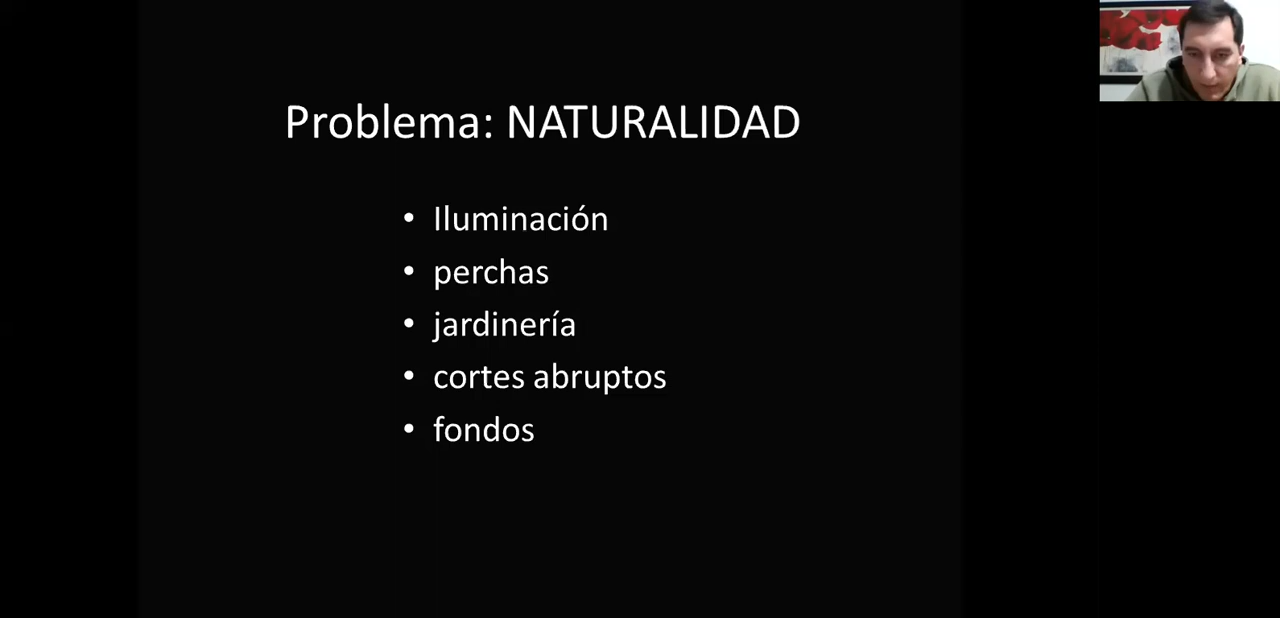 Problema: NATURALIDAD
• Iluminación
• perchas
• jardinería
• cortes abruptos
• fondos